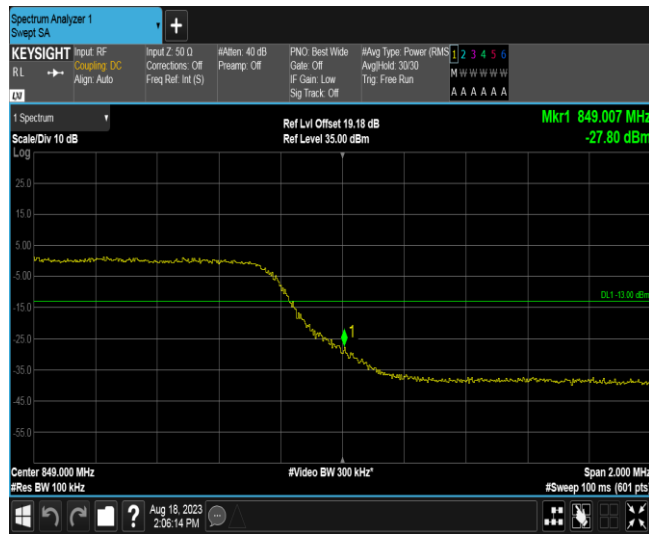 Spectrum Analyzer 1
Swept SA
+
KEYSIGHT Input: RF Input Z: 50 Ω #Atten: 40 dB PNO: Best Wide #Avg Type: Power (RMS 1 2 3 4 5 6
RL Coupling: DC Corrections: Off Preamp: Off Gate: Off Avg|Hold: 30/30 M W W W W W
Align: Auto Freq Ref: Int (S) IF Gain: Low Trig: Free Run
LXI Sig Track: Off A A A A A A
1 Spectrum Ref Lvl Offset 19.18 dB Mkr1 849.007 MHz
Scale/Div 10 dB Ref Level 35.00 dBm -27.80 dBm
Log
25.0
15.0
5.00
-5.00
DL1 -13.00 dBm
-15.0
1
-25.0
-35.0
-45.0
-55.0
Center 849.000 MHz #Video BW 300 kHz* Span 2.000 MHz
#Res BW 100 kHz #Sweep 100 ms (601 pts)
? Aug 18, 2023
2:06:14 PM